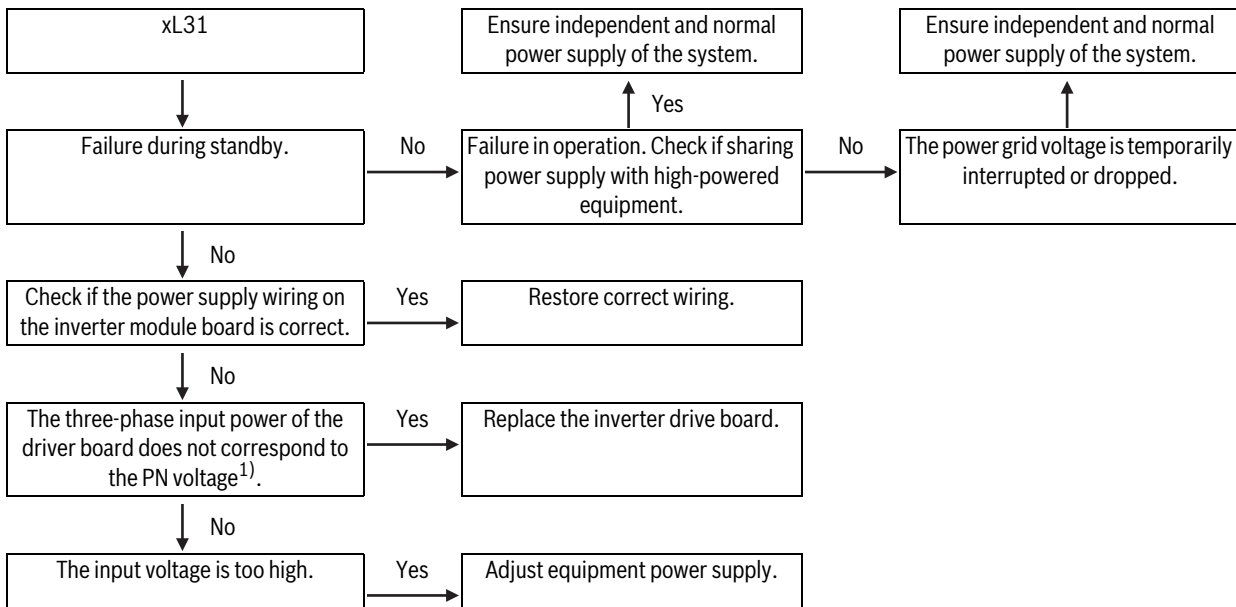 xL31
Ensure independent and normal
power supply of the system.
Ensure independent and normal
power supply of the system.
Yes
Failure during standby.
No
Failure in operation. Check if sharing
power supply with high-powered
equipment.
No
The power grid voltage is temporarily
interrupted or dropped.
No
Check if the power supply wiring on
the inverter module board is correct.
Yes
Restore correct wiring.
No
The three-phase input power of the
driver board does not correspond to
the PN voltage1).
Yes
Replace the inverter drive board.
No
The input voltage is too high.
Yes
Adjust equipment power supply.